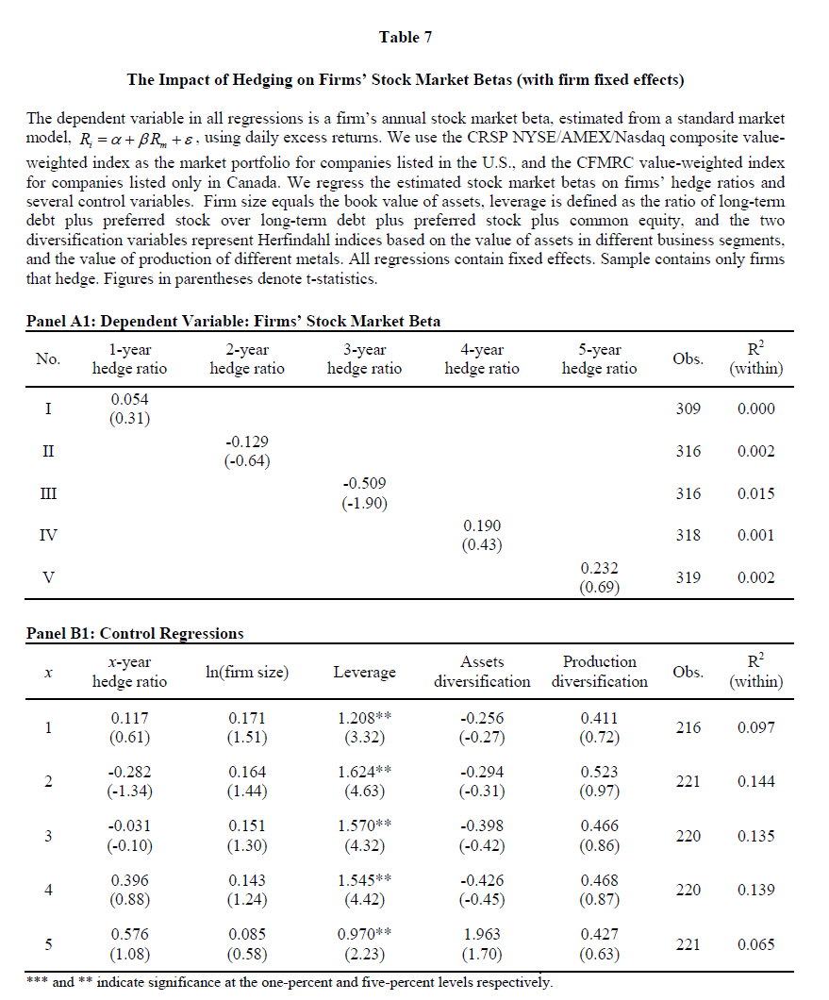 Table 7
The Impact of Hedging on Firms’ Stock Market Betas (with firm fixed effects)
The dependent variable in all regressions is a firm’s annual stock market beta, estimated from a standard market
model, R_i = α + βR_m + ε, using daily excess returns. We use the CRSP NYSE/AMEX/Nasdaq composite value-
weighted index as the market portfolio for companies listed in the U.S., and the CFMRC value-weighted index
for companies listed only in Canada. We regress the estimated stock market betas on firms’ hedge ratios and
several control variables. Firm size equals the book value of assets, leverage is defined as the ratio of long-term
debt plus preferred stock over long-term debt plus preferred stock plus common equity, and the two
diversification variables represent Herfindahl indices based on the value of assets in different business segments,
and the value of production of different metals. All regressions contain fixed effects. Sample contains only firms
that hedge. Figures in parentheses denote t-statistics.
Panel A1: Dependent Variable: Firms’ Stock Market Beta
No. 1-year hedge ratio 2-year hedge ratio 3-year hedge ratio 4-year hedge ratio 5-year hedge ratio Obs. R² (within)
I 0.054 (0.31) 309 0.000
II -0.129 (-0.64) 316 0.002
III -0.509 (-1.90) 316 0.015
IV 0.190 (0.43) 318 0.001
V 0.232 (0.69) 319 0.002
Panel B1: Control Regressions
x x-year hedge ratio ln(firm size) Leverage Assets diversification Production diversification Obs. R² (within)
1 0.117 (0.61) 0.171 (1.51) 1.208** (3.32) -0.256 (-0.27) 0.411 (0.72) 216 0.097
2 -0.282 (-1.34) 0.164 (1.44) 1.624** (4.63) -0.294 (-0.31) 0.523 (0.97) 221 0.144
3 -0.031 (-0.10) 0.151 (1.30) 1.570** (4.32) -0.398 (-0.42) 0.466 (0.86) 220 0.135
4 0.396 (0.88) 0.143 (1.24) 1.545** (4.42) -0.426 (-0.45) 0.468 (0.87) 220 0.139
5 0.576 (1.08) 0.085 (0.58) 0.970** (2.23) 1.963 (1.70) 0.427 (0.63) 221 0.065
*** and ** indicate significance at the one-percent and five-percent levels respectively.